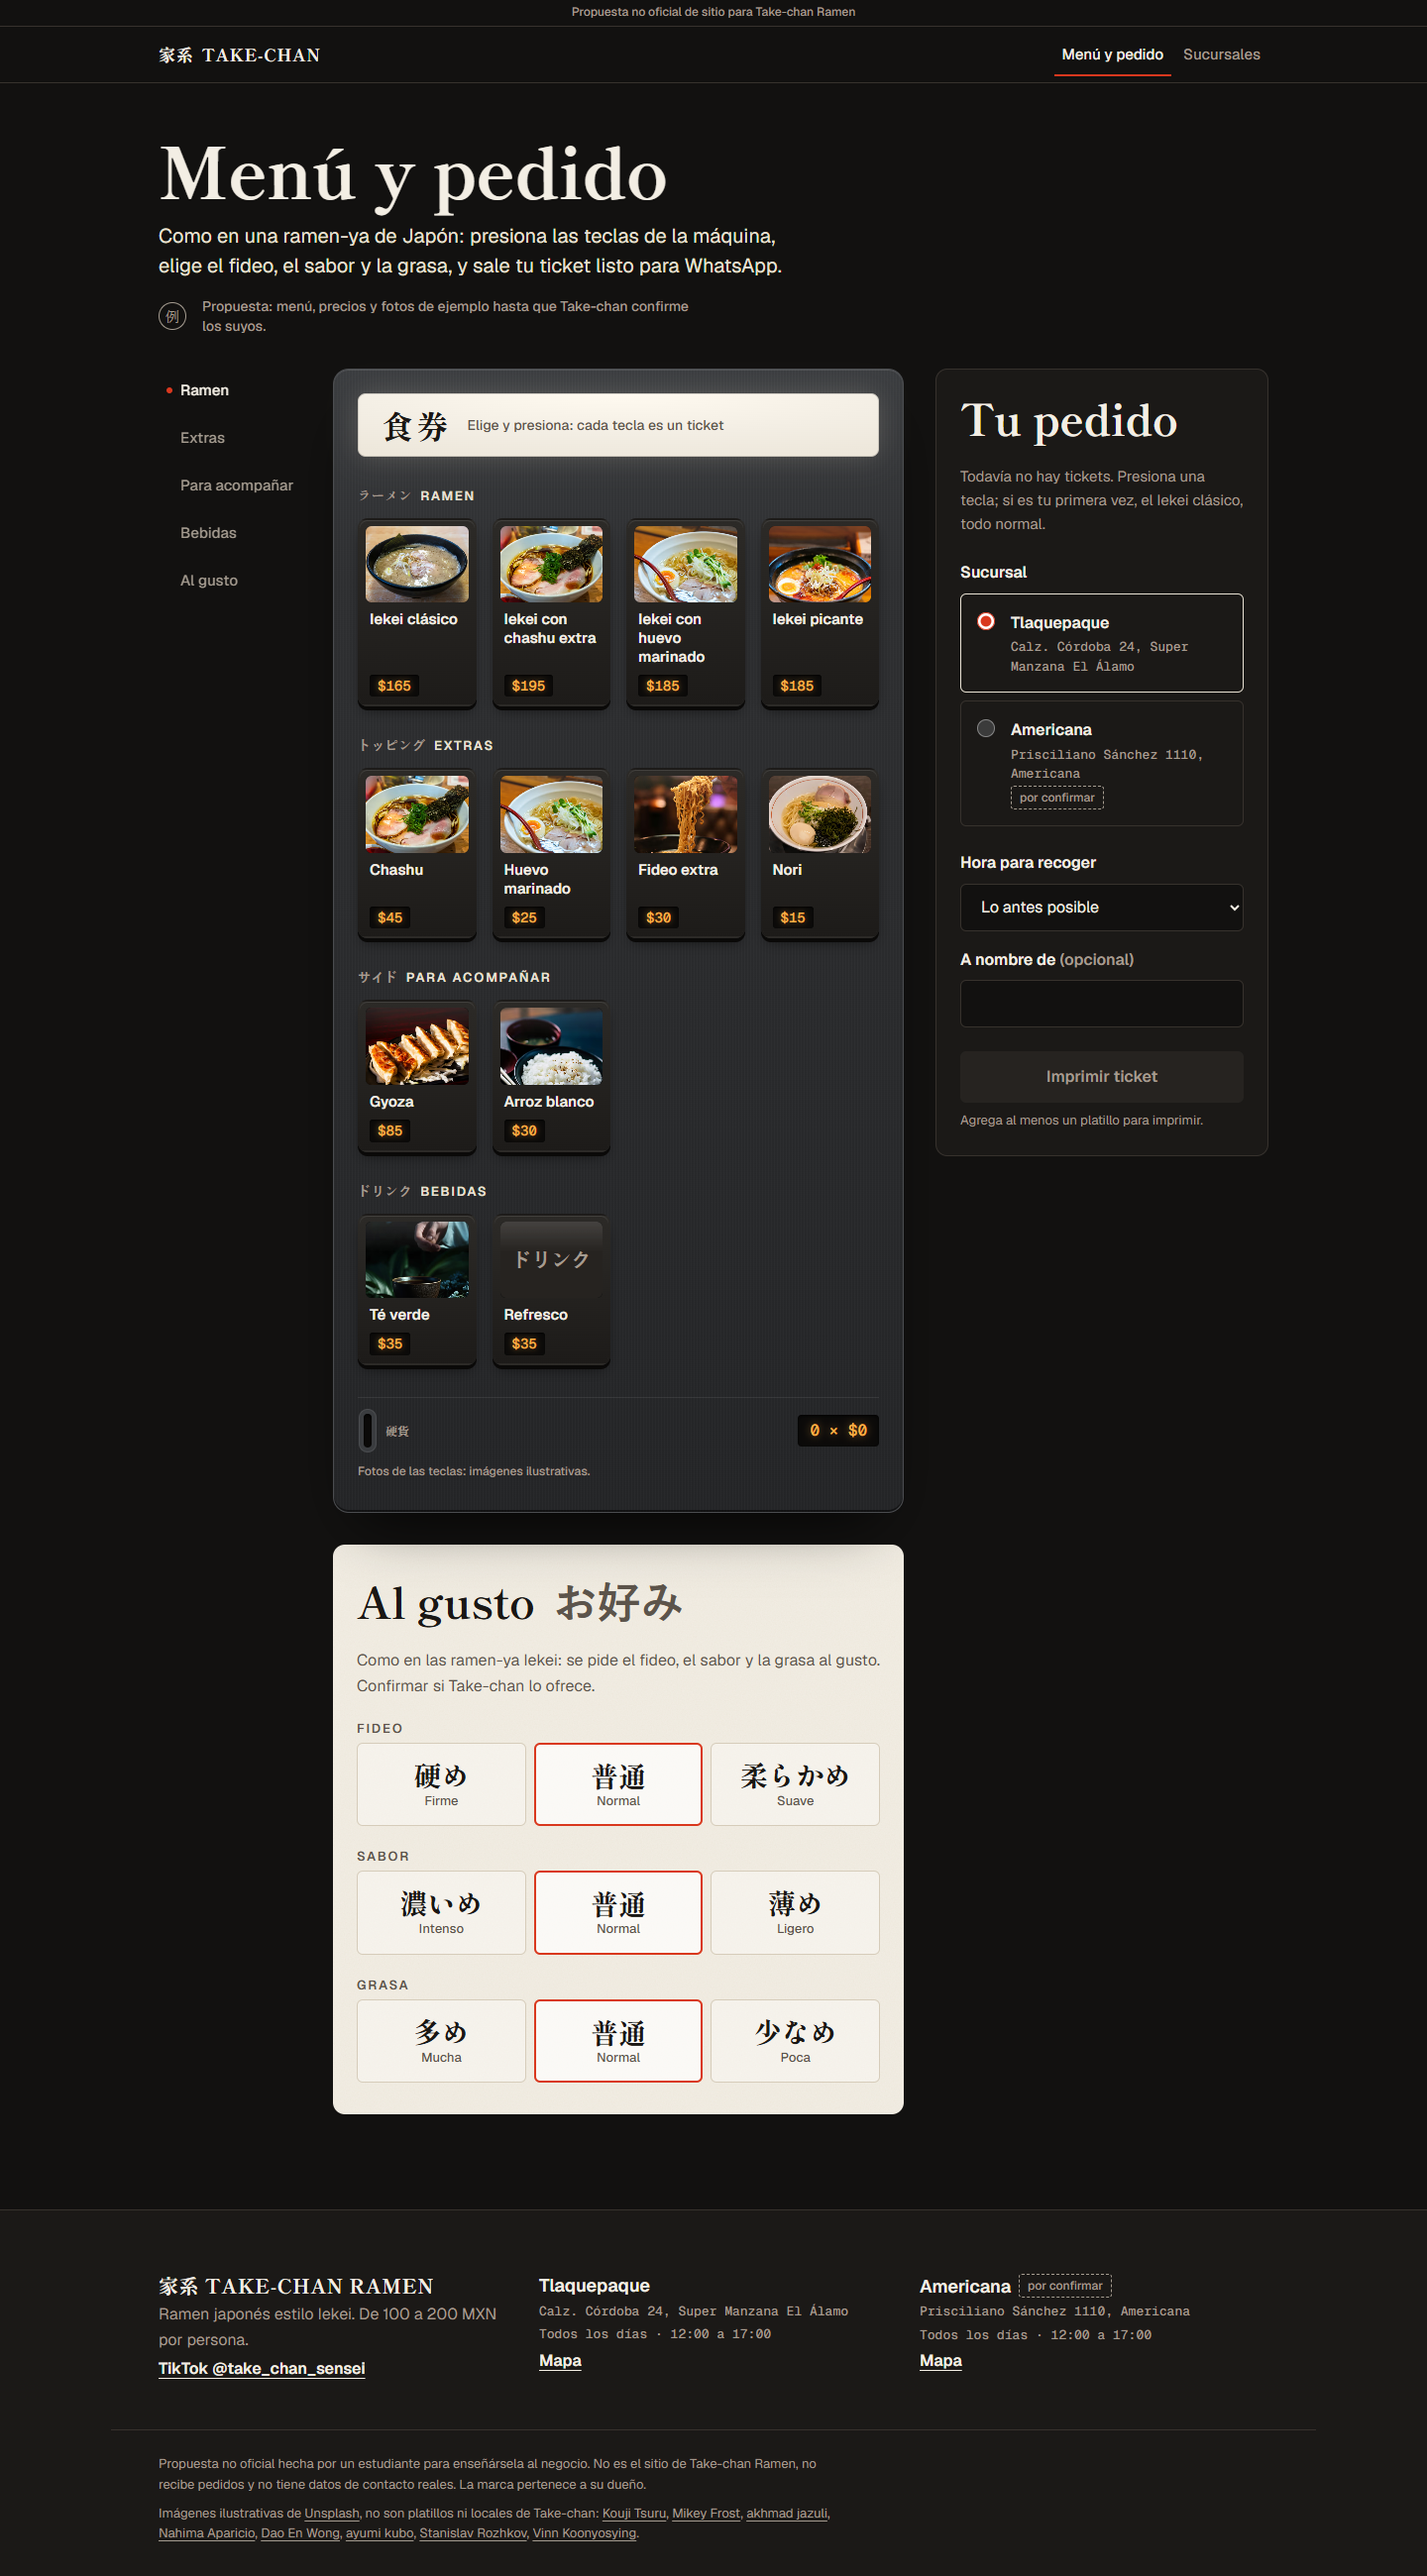 Propuesta no oficial de sitio para Take-chan Ramen
家系 TAKE-CHAN
Menú y pedido
Sucursales
Menú y pedido
Como en una ramen-ya de Japón: presiona las teclas de la máquina,
elige el fideo, el sabor y la grasa, y sale tu ticket listo para WhatsApp.
例
Propuesta: menú, precios y fotos de ejemplo hasta que Take-chan confirme
los suyos.
Ramen
Extras
Para acompañar
Bebidas
Al gusto
食券
Elige y presiona: cada tecla es un ticket
ラーメン RAMEN
Iekei clásico
$165
Iekei con
chashu extra
$195
Iekei con
huevo
marinado
$185
Iekei picante
$185
トッピング EXTRAS
Chashu
$45
Huevo
marinado
$25
Fideo extra
$30
Nori
$15
サイド PARA ACOMPAÑAR
Gyoza
$85
Arroz blanco
$30
ドリンク BEBIDAS
Té verde
$35
ドリンク
Refresco
$35
硬貨
0 × $0
Fotos de las teclas: imágenes ilustrativas.
Tu pedido
Todavía no hay tickets. Presiona una
tecla; si es tu primera vez, el Iekei clásico,
todo normal.
Sucursal
Tlaquepaque
Calz. Córdoba 24, Super
Manzana El Álamo
Americana
Prisciliano Sánchez 1110,
Americana
por confirmar
Hora para recoger
Lo antes posible
A nombre de (opcional)
Imprimir ticket
Agrega al menos un platillo para imprimir.
Al gusto お好み
Como en las ramen-ya Iekei: se pide el fideo, el sabor y la grasa al gusto.
Confirmar si Take-chan lo ofrece.
FIDEO
硬め
Firme
普通
Normal
柔らかめ
Suave
SABOR
濃いめ
Intenso
普通
Normal
薄め
Ligero
GRASA
多め
Mucha
普通
Normal
少なめ
Poca
家系 TAKE-CHAN RAMEN
Ramen japonés estilo Iekei. De 100 a 200 MXN
por persona.
TikTok @take_chan_sensei
Tlaquepaque
Calz. Córdoba 24, Super Manzana El Álamo
Todos los días · 12:00 a 17:00
Mapa
Americana por confirmar
Prisciliano Sánchez 1110, Americana
Todos los días · 12:00 a 17:00
Mapa
Propuesta no oficial hecha por un estudiante para enseñársela al negocio. No es el sitio de Take-chan Ramen, no
recibe pedidos y no tiene datos de contacto reales. La marca pertenece a su dueño.
Imágenes ilustrativas de Unsplash, no son platillos ni locales de Take-chan: Kouji Tsuru, Mikey Frost, akhmad jazuli,
Nahima Aparicio, Dao En Wong, ayumi kubo, Stanislav Rozhkov, Vinn Koonyosying.